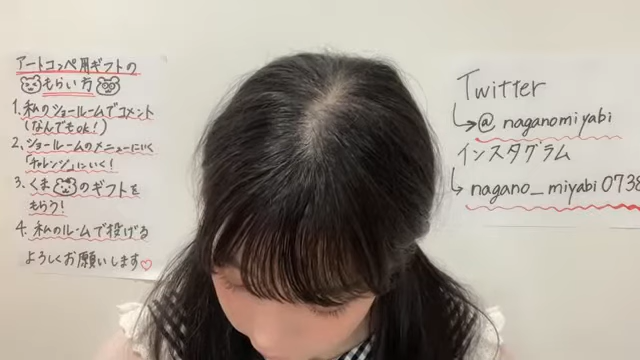 アートコンペ用ギフトの
もらい方
1. 私のショールームでコメント
(なんでもok!)
2. ショールームのメニューにいく
「チャレンジ」にいく!
3. くまのギフトを
もらう!
4. 私のルームで投げる
よろしくお願いします♡
Twitter
→@naganomiyabi
インスタグラム
→nagano_miyabi0738